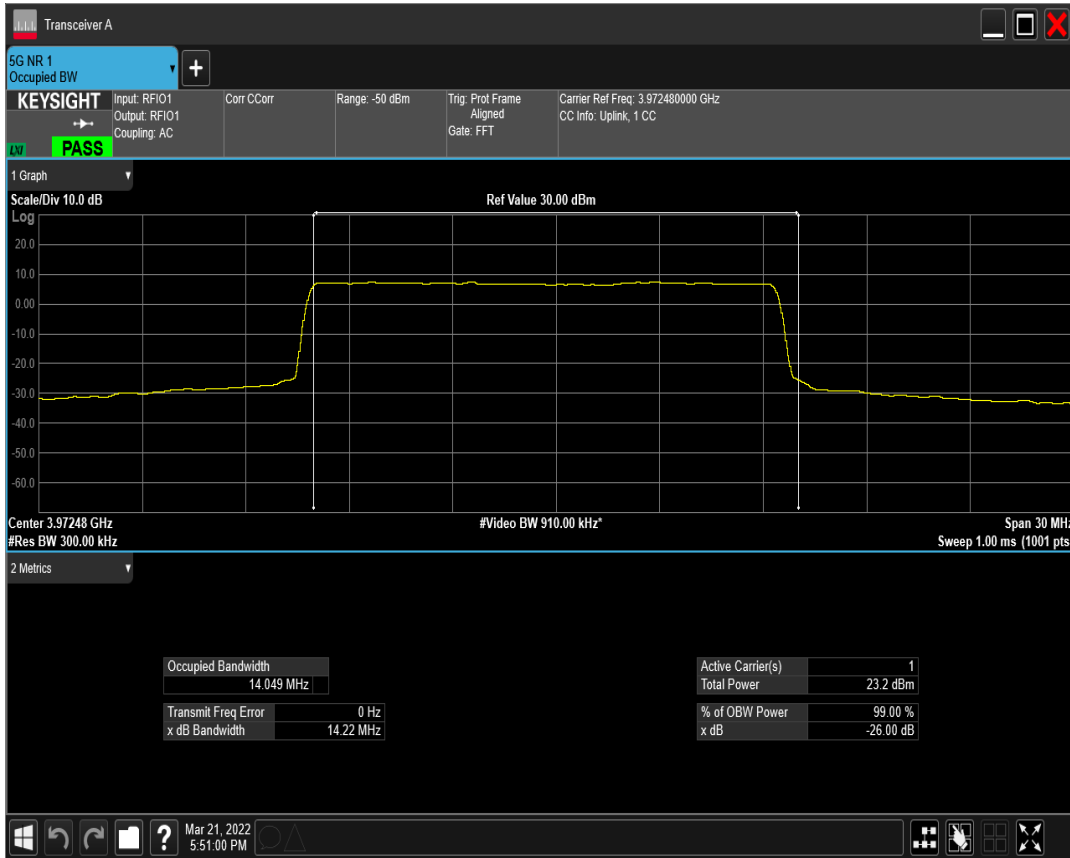 Transceiver A
5G NR 1
Occupied BW
KEYSIGHT
Input: RFIO1
Output: RFIO1
Coupling: AC
Corr CCorr
Range: -50 dBm
Trig: Prot Frame
Aligned
Gate: FFT
Carrier Ref Freq: 3.972480000 GHz
CC Info: Uplink, 1 CC
LXI
PASS
1 Graph
Scale/Div 10.0 dB
Ref Value 30.00 dBm
Log
20.0
10.0
0.00
-10.0
-20.0
-30.0
-40.0
-50.0
-60.0
Center 3.97248 GHz
#Video BW 910.00 kHz*
Span 30 MHz
#Res BW 300.00 kHz
Sweep 1.00 ms (1001 pts
2 Metrics
Occupied Bandwidth
14.049 MHz
Transmit Freq Error 0 Hz
x dB Bandwidth 14.22 MHz
Active Carrier(s) 1
Total Power 23.2 dBm
% of OBW Power 99.00 %
x dB -26.00 dB
Mar 21, 2022
5:51:00 PM